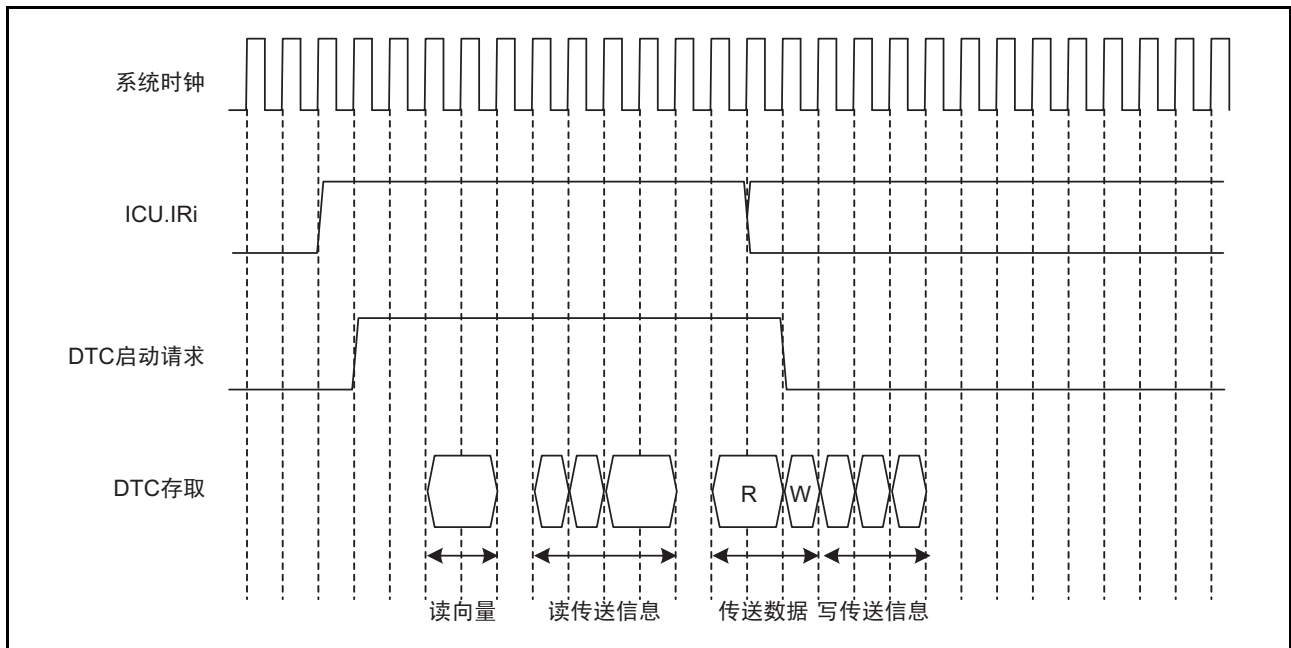 系统时钟
ICU.IRi
DTC启动请求
DTC存取
R
W
读向量
读传送信息
传送数据
写传送信息